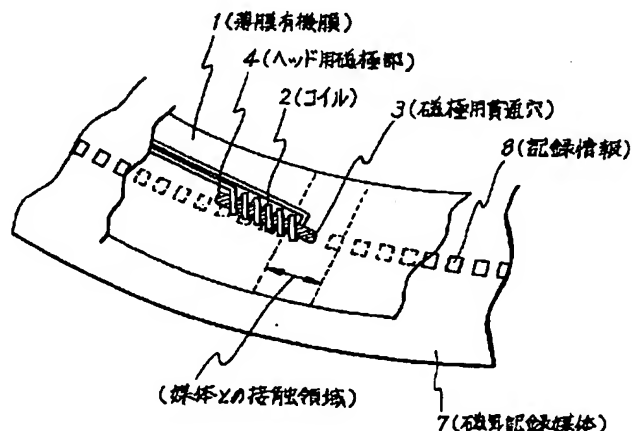 1(薄膜有機膜)
4(ヘッド用磁極部)
2(コイル)
3(磁極用貫通穴)
8(記録情報)
(媒体との接触領域)
7(磁気記録媒体)